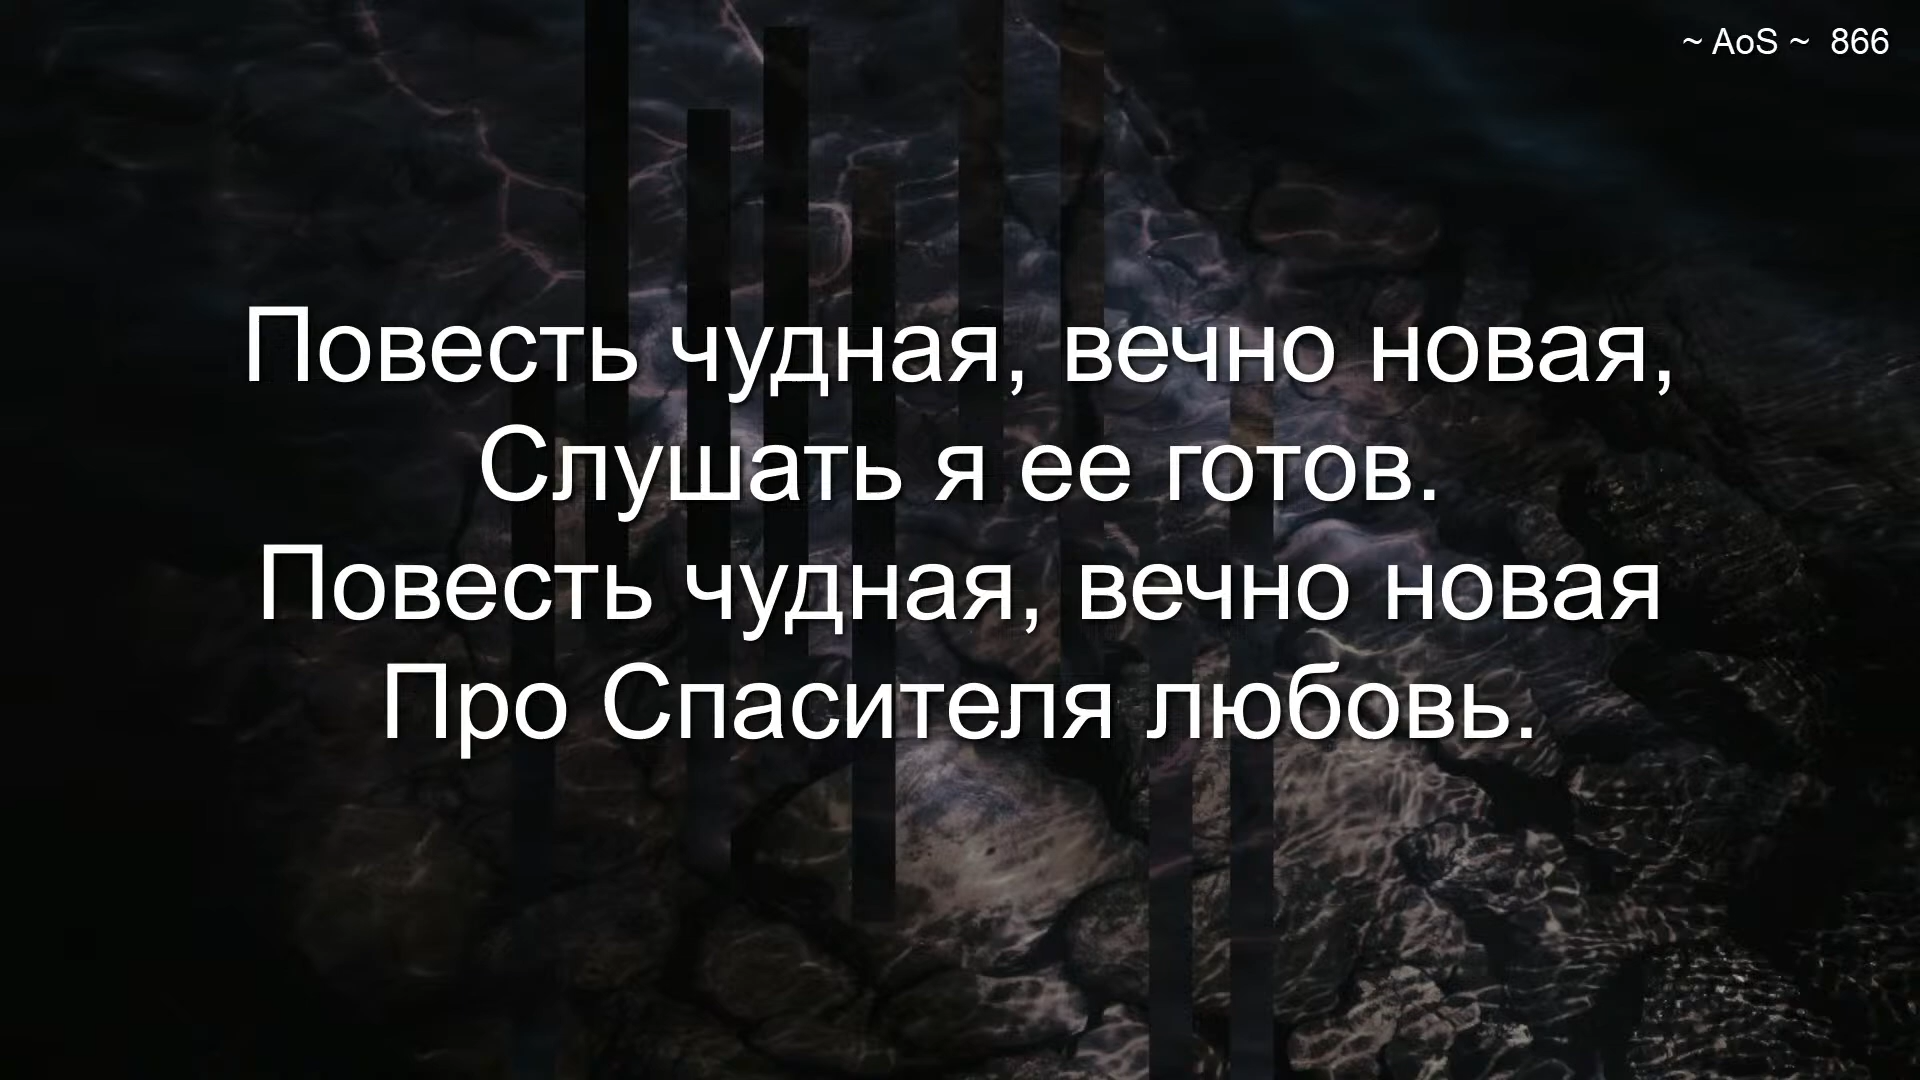 ~ AoS ~  866
Повесть чудная, вечно новая,
Слушать я ее готов.
Повесть чудная, вечно новая
Про Спасителя любовь.